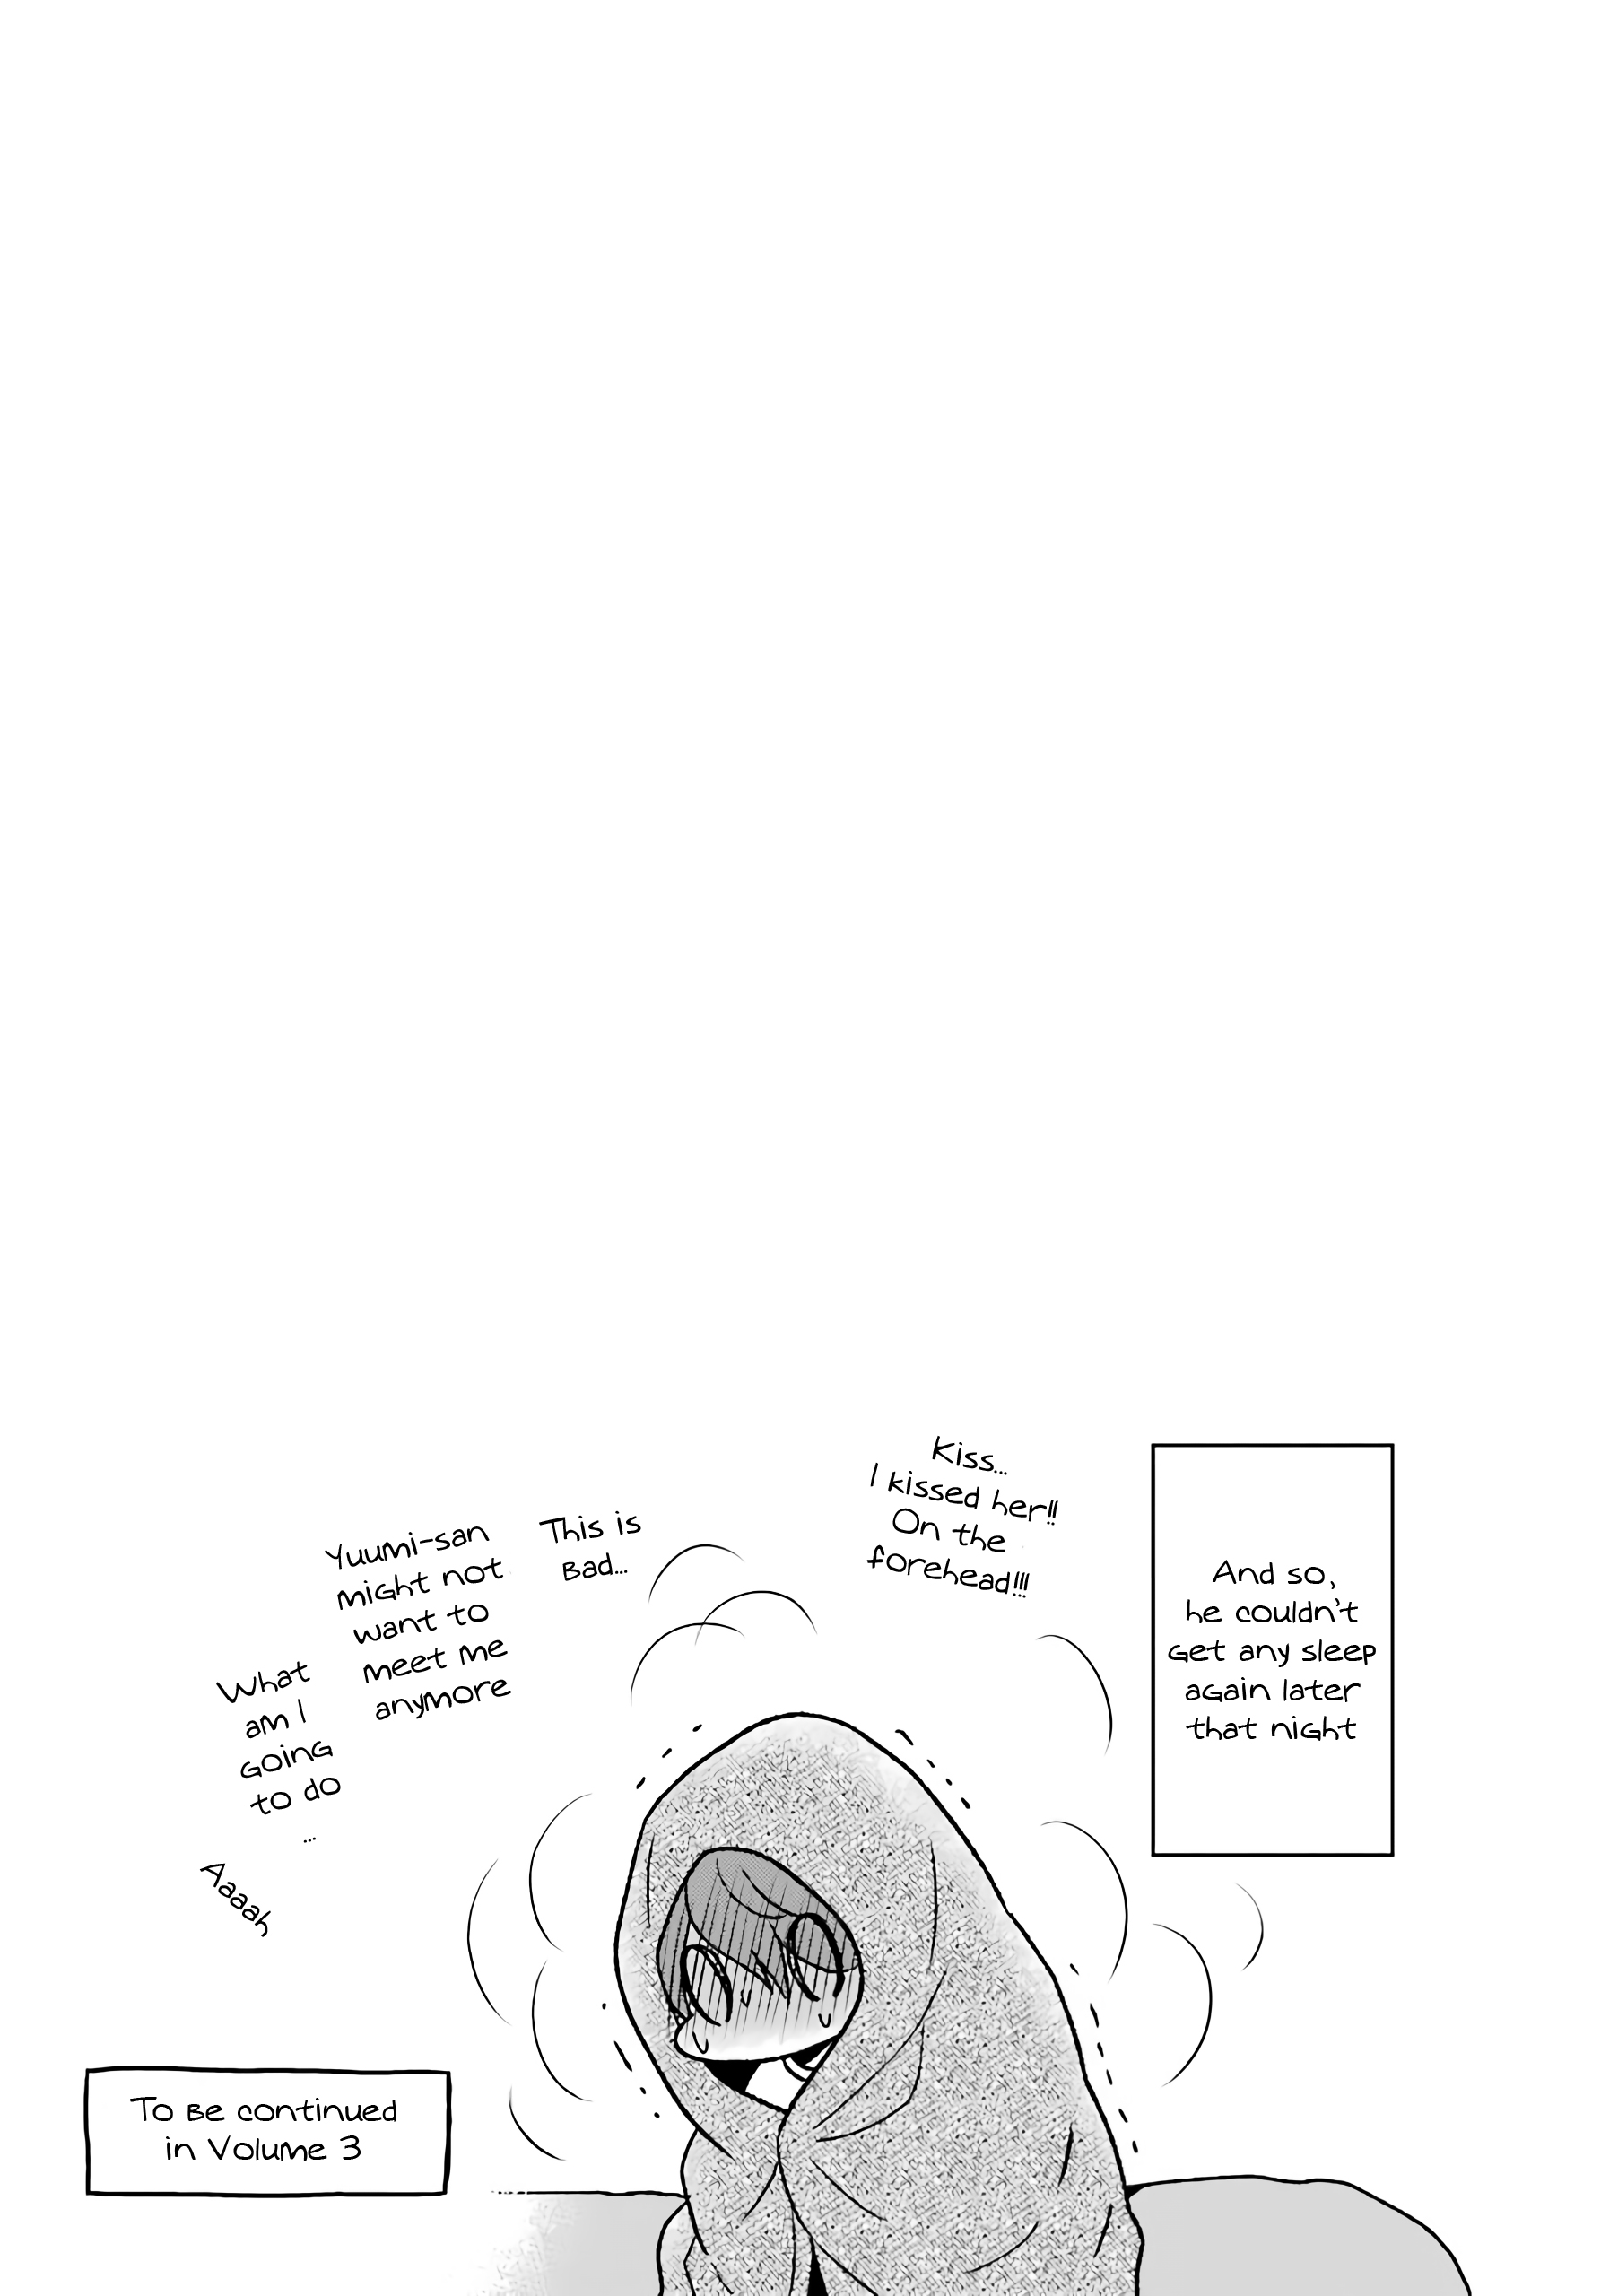 And so,
he couldn't
get any sleep
again later
that night
Kiss...
I kissed her!!
On the
forehead!!!
This is
Bad...
Yuumi-san
might not
want to
meet me
anymore
What
am I
going
to do
...
Aaaah
To be continued
in Volume 3